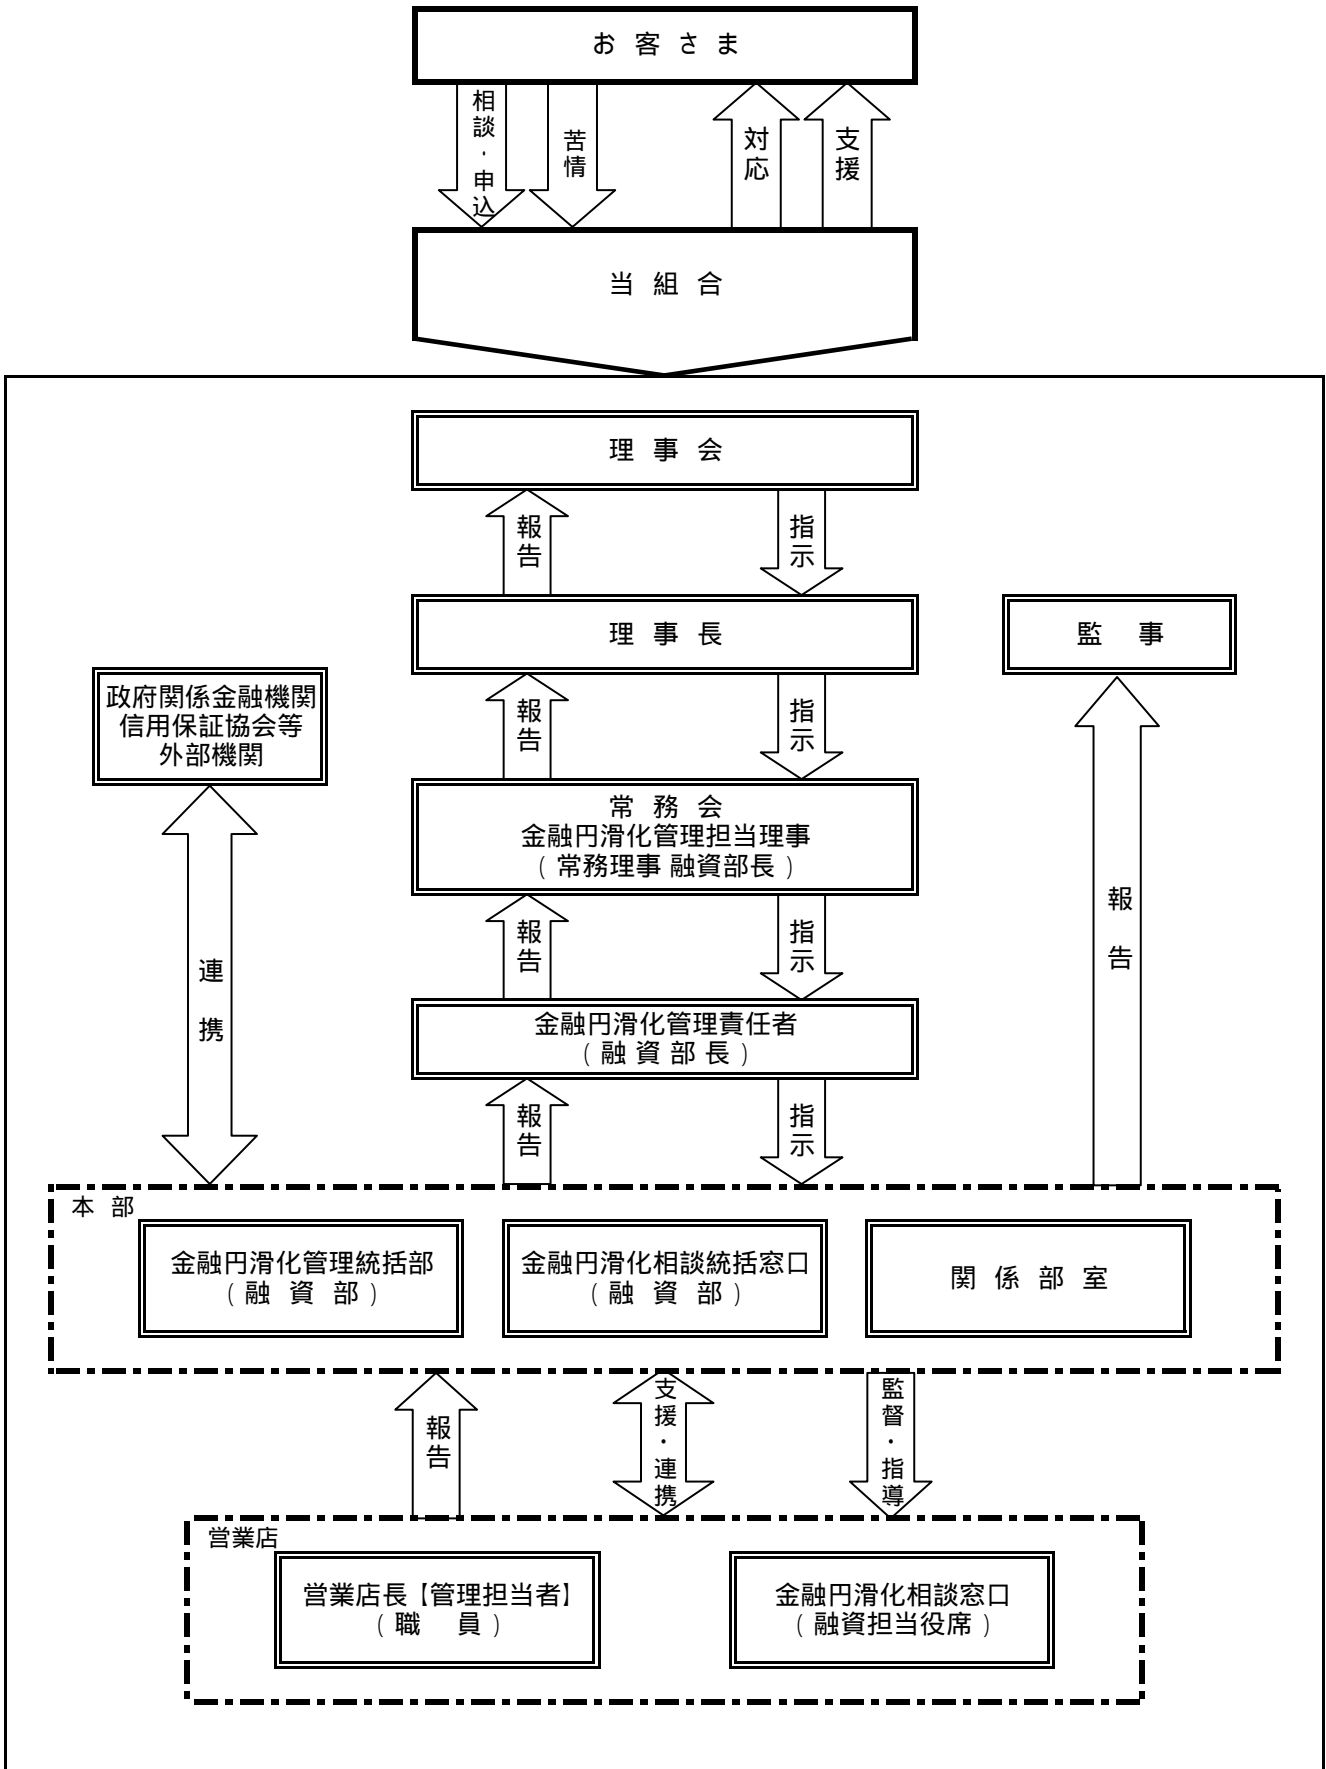 お客さま
相談・申込
苦情
対応
支援
当組合
理事会
報告
指示
理事長
監事
政府関係金融機関
信用保証協会等
外部機関
報告
指示
常務会
金融円滑化管理担当理事
(常務理事 融資部長)
報告
連携
報告
指示
金融円滑化管理責任者
(融資部長)
報告
指示
本部
金融円滑化管理統括部
(融資部)
金融円滑化相談統括窓口
(融資部)
関係部室
報告
支援・連携
監督・指導
営業店
営業店長【管理担当者】
(職員)
金融円滑化相談窓口
(融資担当役席)